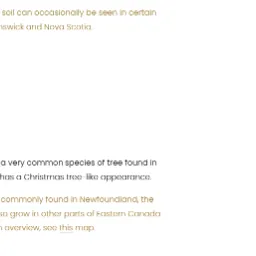 soil can occasionally be seen in certain
nswick and Nova Scotia.
a very common species of tree found in
has a Christmas tree-like appearance.
commonly found in Newfoundland, the
so grow in other parts of Eastern Canada
n overview, see this map.